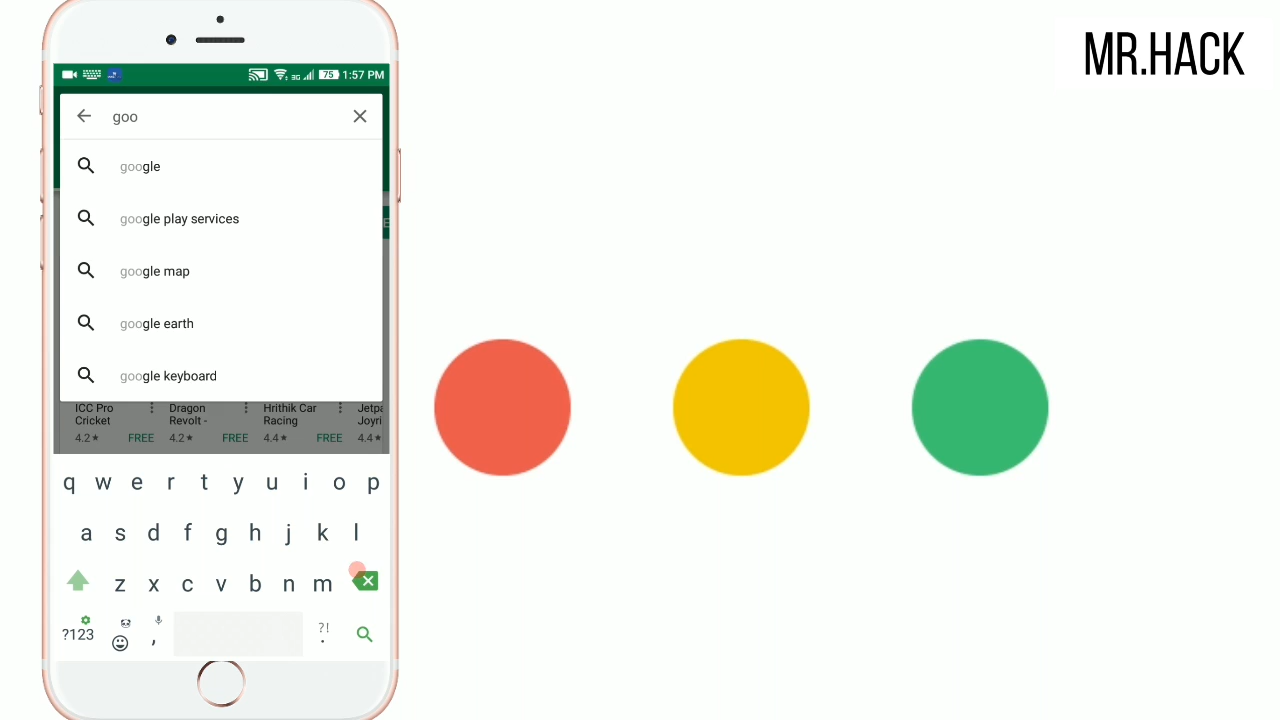 MR.HACK
3G 75 1:57 PM
goo
google
google play services
google map
google earth
google keyboard
ICC Pro Cricket
4.2★ FREE
Dragon Revolt -
4.2★ FREE
Hrithik Car Racing
4.4★ FREE
Jetpa
Joyri
4.4★
q w e r t y u i o p
a s d f g h j k l
z x c v b n m
?123 , ?! .